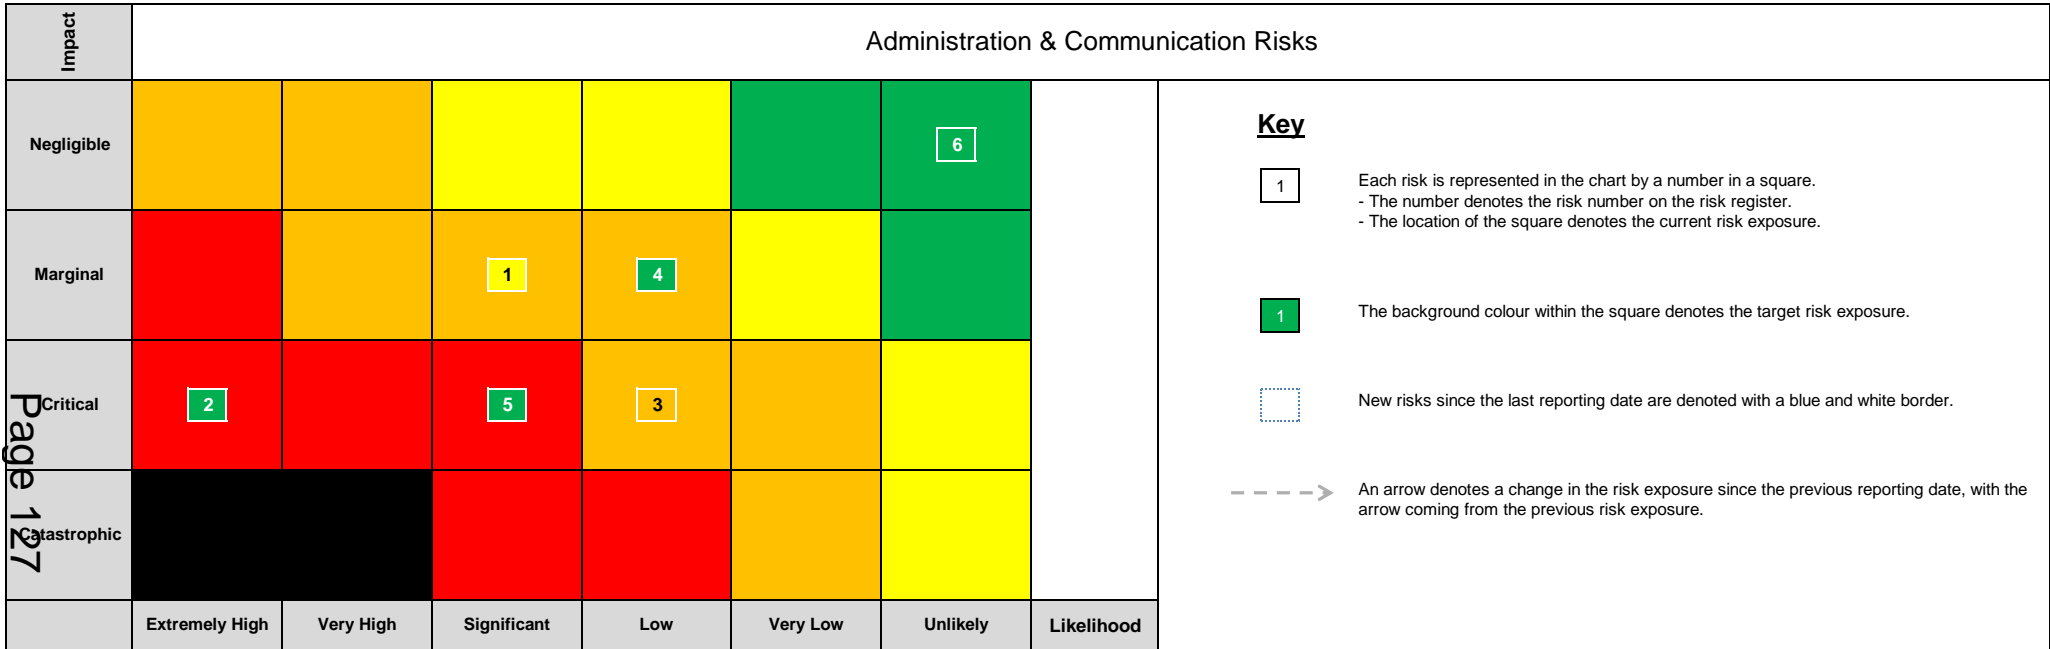 Impact
Administration & Communication Risks
Negligible
6
Marginal
1
4
Critical
2
5
3
Catastrophic
Extremely High
Very High
Significant
Low
Very Low
Unlikely
Likelihood
Key
1
Each risk is represented in the chart by a number in a square.
- The number denotes the risk number on the risk register.
- The location of the square denotes the current risk exposure.
1
The background colour within the square denotes the target risk exposure.
New risks since the last reporting date are denoted with a blue and white border.
An arrow denotes a change in the risk exposure since the previous reporting date, with the
arrow coming from the previous risk exposure.
Page 127